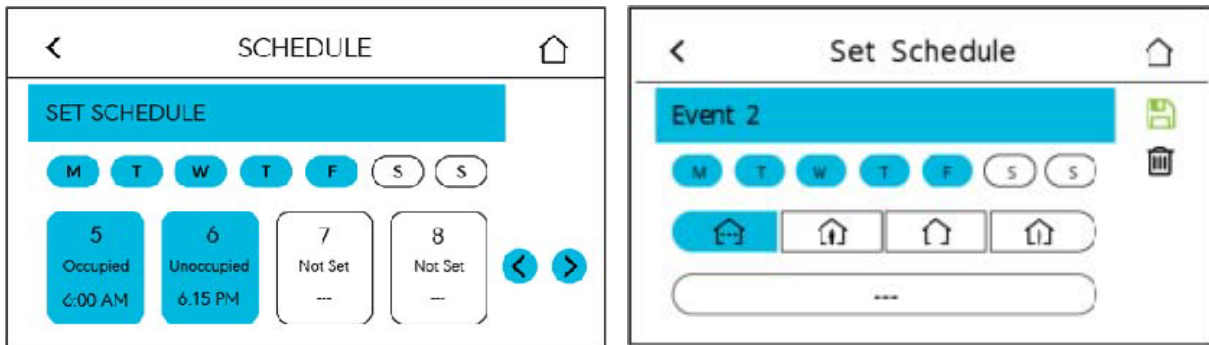 SCHEDULE
SET SCHEDULE
M T W T F S S
5 6 7 8
Occupied Unoccupied Not Set Not Set
6:00 AM 6.15 PM --- ---
Set Schedule
Event 2
M T W T F S S
---